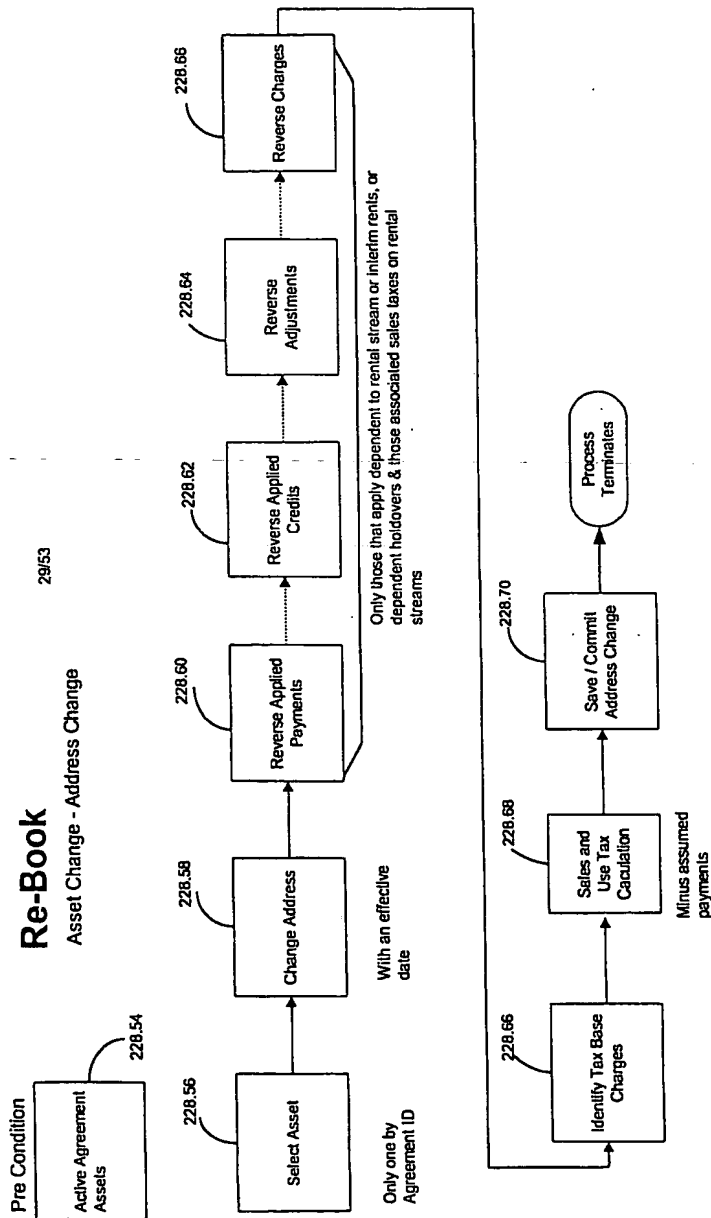 Re-Book
Asset Change - Address Change
29/53
Pre Condition
Active Agreement
Assets
228.54
228.56
Select Asset
Only one by
Agreement ID
228.58
Change Address
With an effective
date
228.60
Reverse Applied
Payments
228.62
Reverse Applied
Credits
228.64
Reverse
Adjustments
228.66
Reverse Charges
Only those that apply dependent to rental stream or interim rents, or
dependent holdovers & those associated sales taxes on rental
streams
228.66
Identify Tax Base
Charges
228.68
Sales and
Use Tax
Caculation
Minus assumed
payments
228.70
Save / Commit
Address Change
Process
Terminates